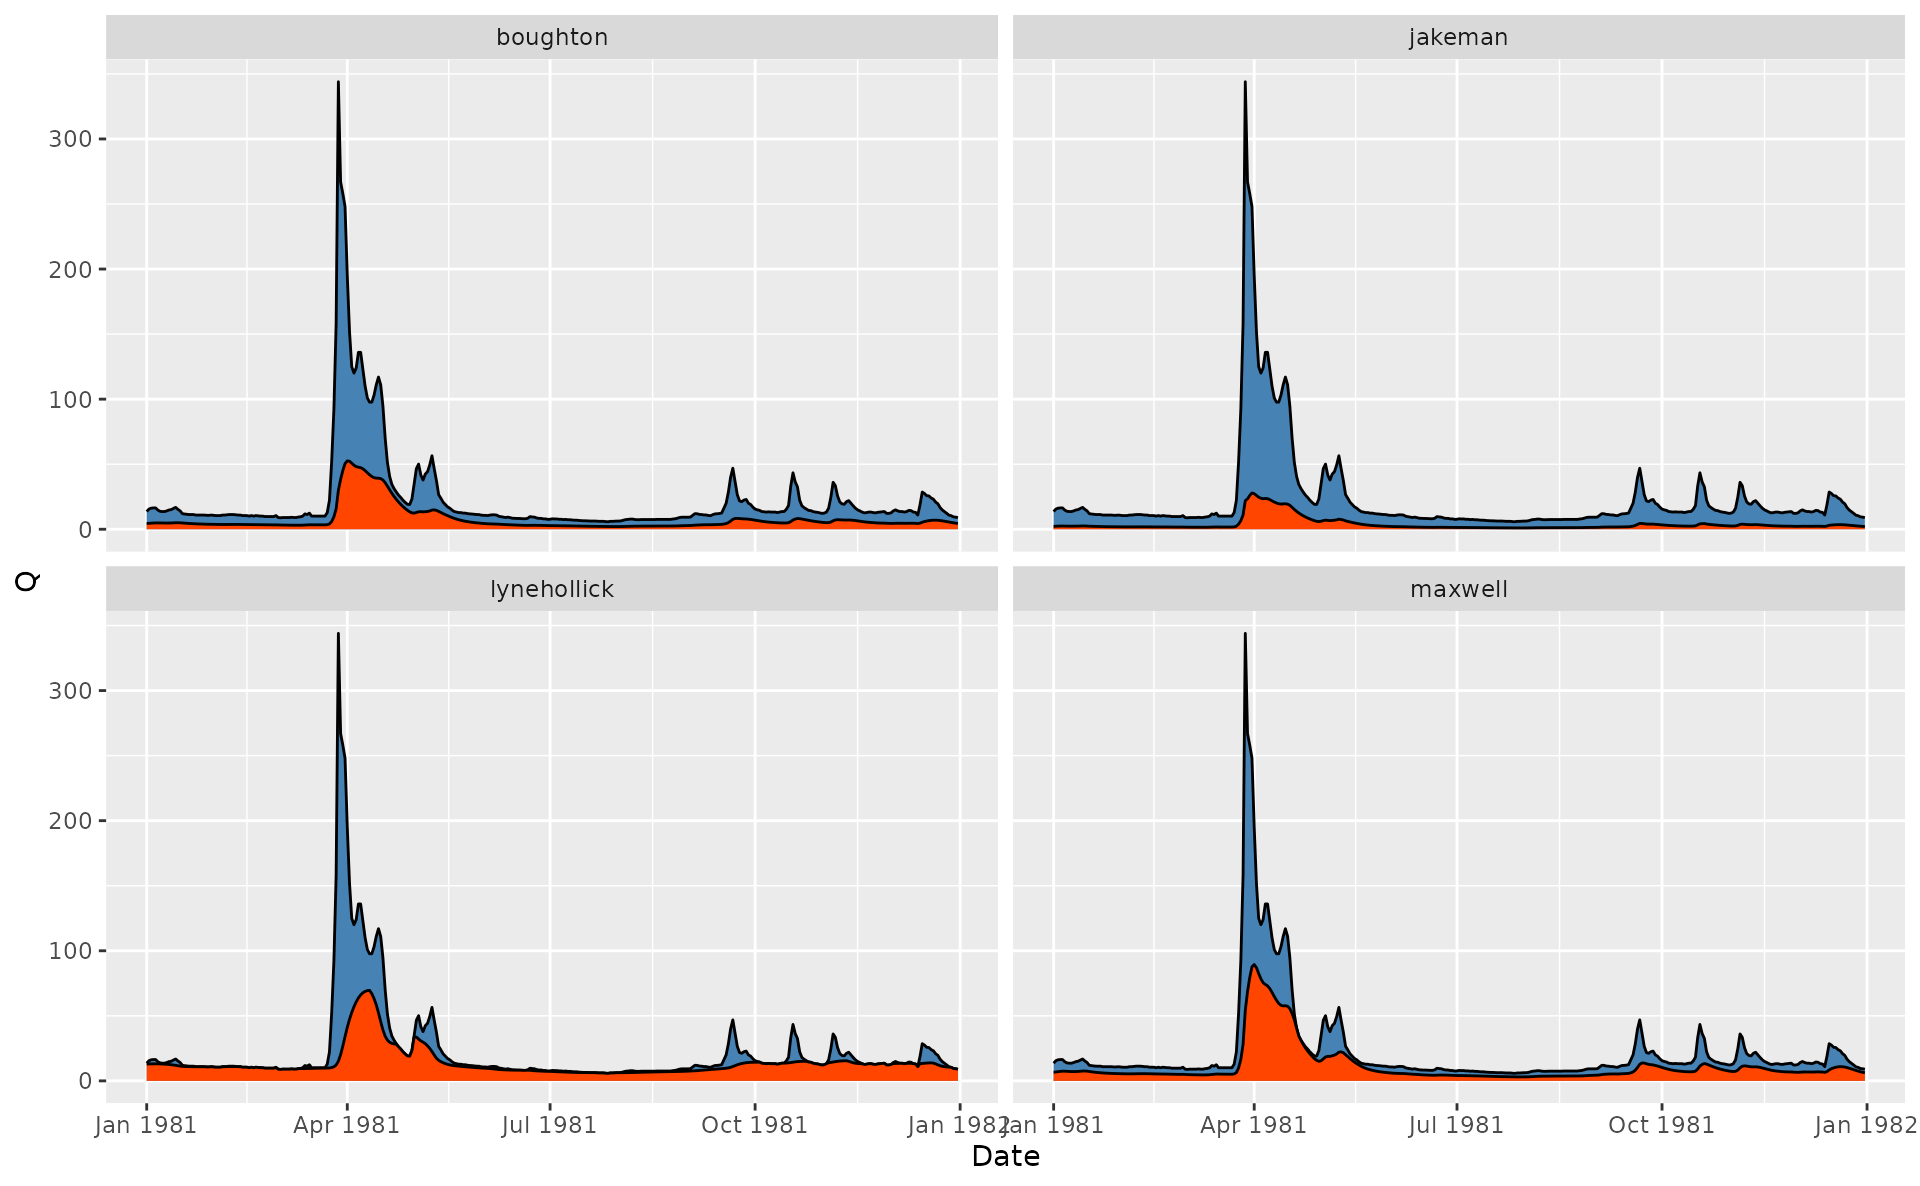 boughton
jakeman
300
200
100
0
Q
lynehollick
maxwell
300
200
100
0
Jan 1981 Apr 1981 Jul 1981 Oct 1981 Jan 1982 Jan 1981 Apr 1981 Jul 1981 Oct 1981 Jan 1982
Date